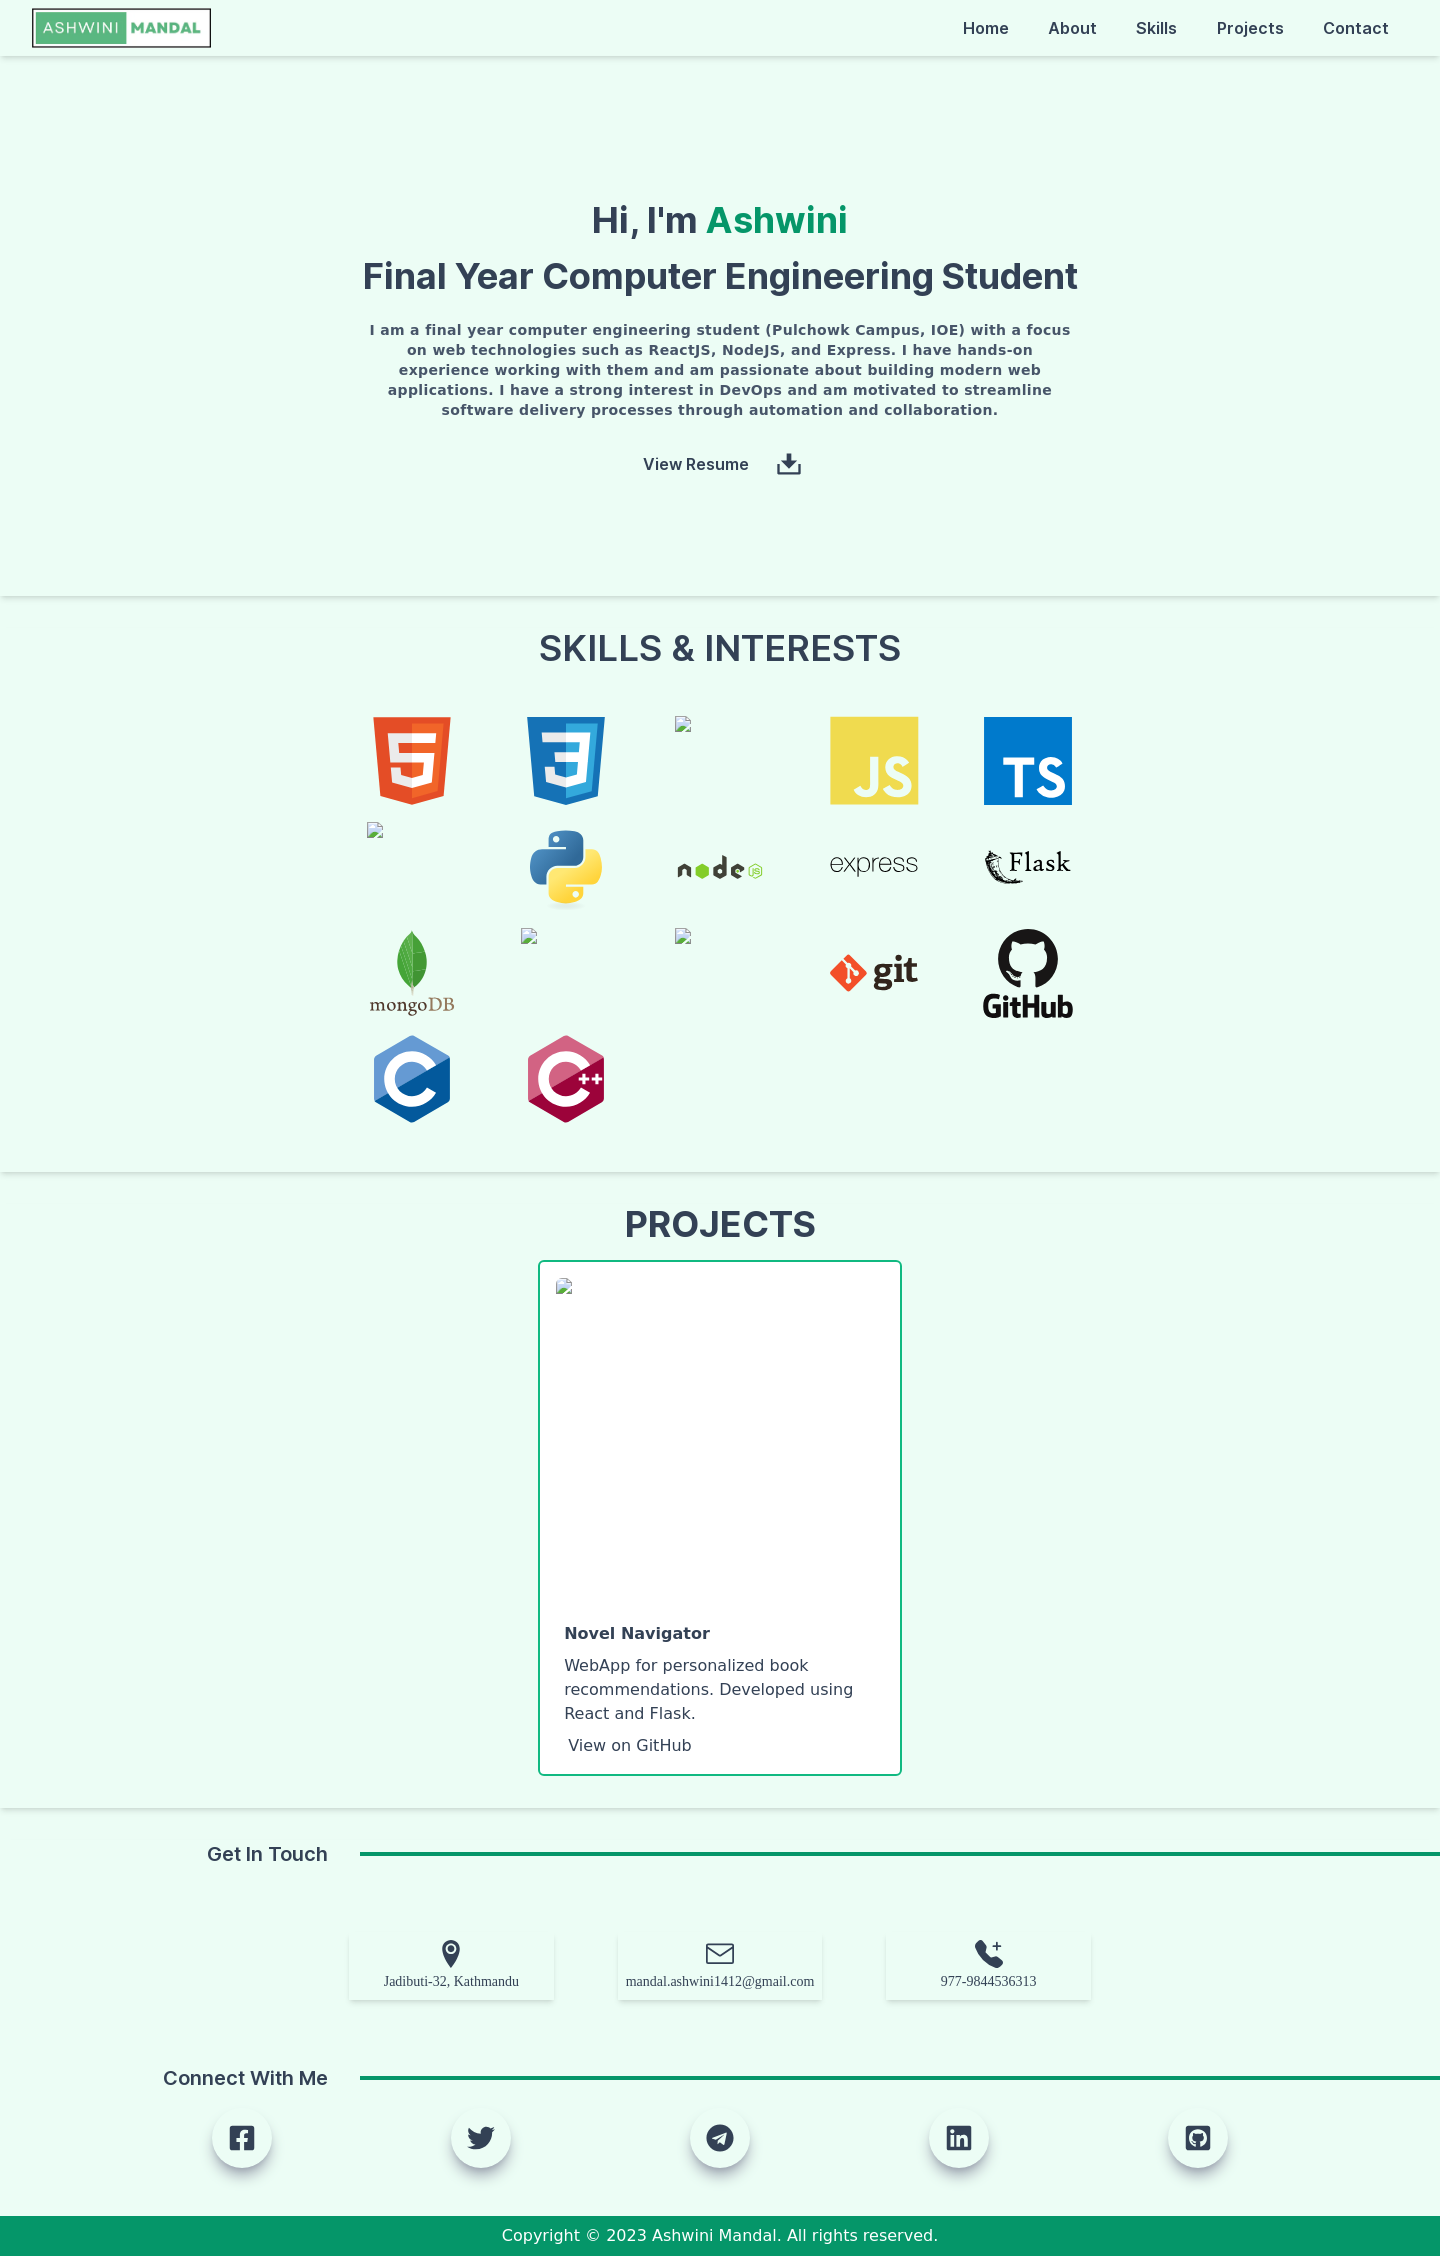 ASHWINI MANDAL
Home About Skills Projects Contact
Hi, I'm Ashwini
Final Year Computer Engineering Student
I am a final year computer engineering student (Pulchowk Campus, IOE) with a focus
on web technologies such as ReactJS, NodeJS, and Express. I have hands-on
experience working with them and am passionate about building modern web
applications. I have a strong interest in DevOps and am motivated to streamline
software delivery processes through automation and collaboration.
View Resume
SKILLS & INTERESTS
5 3 JS TS
node JS express Flask
mongoDB git GitHub
C C++
PROJECTS
Novel Navigator
WebApp for personalized book
recommendations. Developed using
React and Flask.
View on GitHub
Get In Touch
Jadibuti-32, Kathmandu mandal.ashwini1412@gmail.com 977-9844536313
Connect With Me
Copyright © 2023 Ashwini Mandal. All rights reserved.